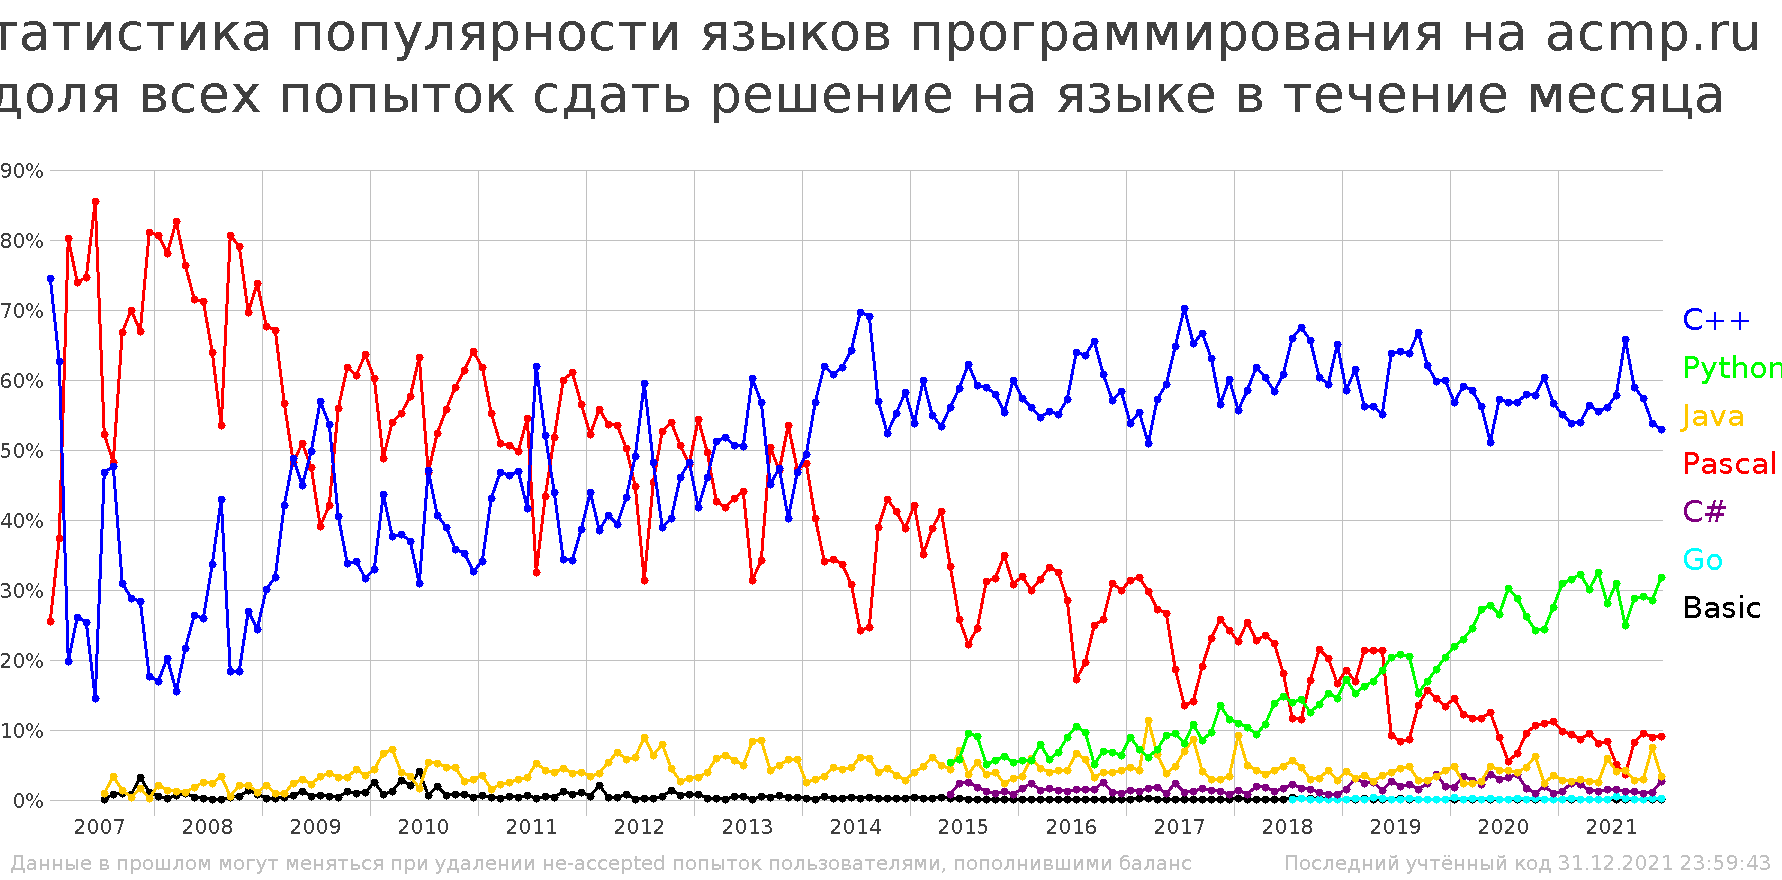 татистика популярности языков программирования на acmp.ru
доля всех попыток сдать решение на языке в течение месяца
90%
80%
70%
60%
50%
40%
30%
20%
10%
0%
2007 2008 2009 2010 2011 2012 2013 2014 2015 2016 2017 2018 2019 2020 2021
C++
Python
Java
Pascal
C#
Go
Basic
Данные в прошлом могут меняться при удалении не-accepted попыток пользователями, пополнившими баланс
Последний учтённый код 31.12.2021 23:59:43